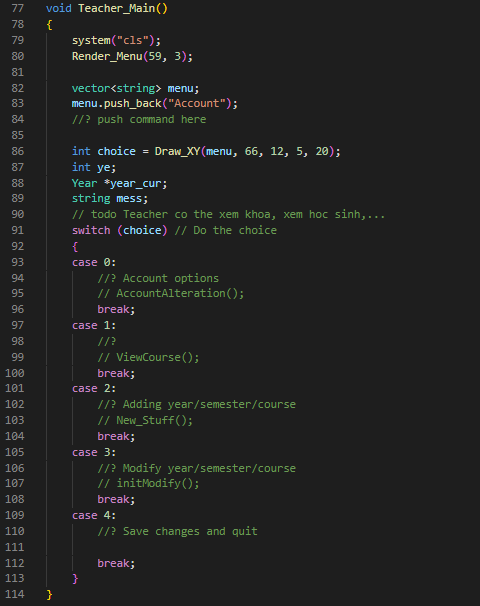 77 void Teacher_Main()
78 {
79 system("cls");
80 Render_Menu(59, 3);
81
82 vector<string> menu;
83 menu.push_back("Account");
84 //? push command here
85
86 int choice = Draw_XY(menu, 66, 12, 5, 20);
87 int ye;
88 Year *year_cur;
89 string mess;
90 // todo Teacher co the xem khoa, xem hoc sinh,...
91 switch (choice) // Do the choice
92 {
93 case 0:
94 //? Account options
95 // AccountAlteration();
96 break;
97 case 1:
98 //?
99 // ViewCourse();
100 break;
101 case 2:
102 //? Adding year/semester/course
103 // New_Stuff();
104 break;
105 case 3:
106 //? Modify year/semester/course
107 // initModify();
108 break;
109 case 4:
110 //? Save changes and quit
111
112 break;
113 }
114 }